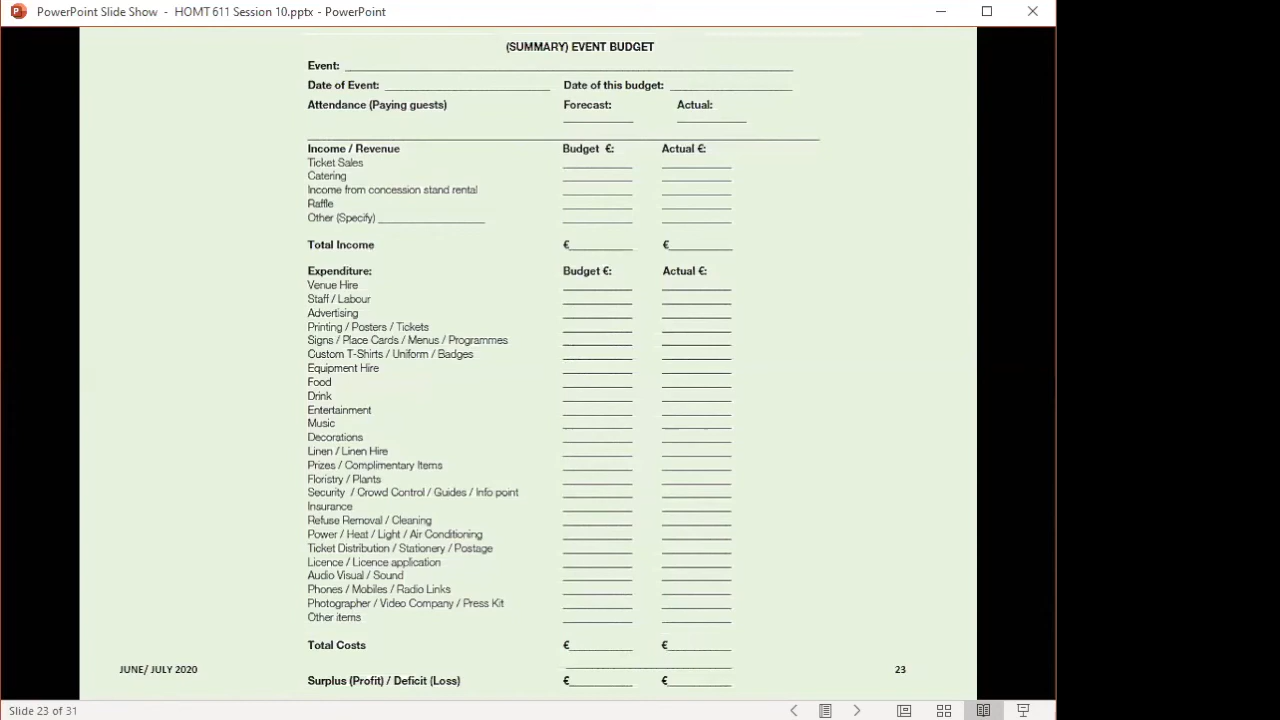 PowerPoint Slide Show - HOMT 611 Session 10.pptx - PowerPoint
(SUMMARY) EVENT BUDGET
Event:
Date of Event: Date of this budget:
Attendance (Paying guests) Forecast: Actual:
Income / Revenue Budget €: Actual €:
Ticket Sales
Catering
Income from concession stand rental
Raffle
Other (Specify)
Total Income € €
Expenditure: Budget €: Actual €:
Venue Hire
Staff / Labour
Advertising
Printing / Posters / Tickets
Signs / Place Cards / Menus / Programmes
Custom T-Shirts / Uniform / Badges
Equipment Hire
Food
Drink
Entertainment
Music
Decorations
Linen / Linen Hire
Prizes / Complimentary Items
Floristry / Plants
Security / Crowd Control / Guides / Info point
Insurance
Refuse Removal / Cleaning
Power / Heat / Light / Air Conditioning
Ticket Distribution / Stationery / Postage
Licence / Licence application
Audio Visual / Sound
Phones / Mobiles / Radio Links
Photographer / Video Company / Press Kit
Other items
Total Costs € €
JUNE/ JULY 2020 23
Surplus (Profit) / Deficit (Loss) € €
Slide 23 of 31